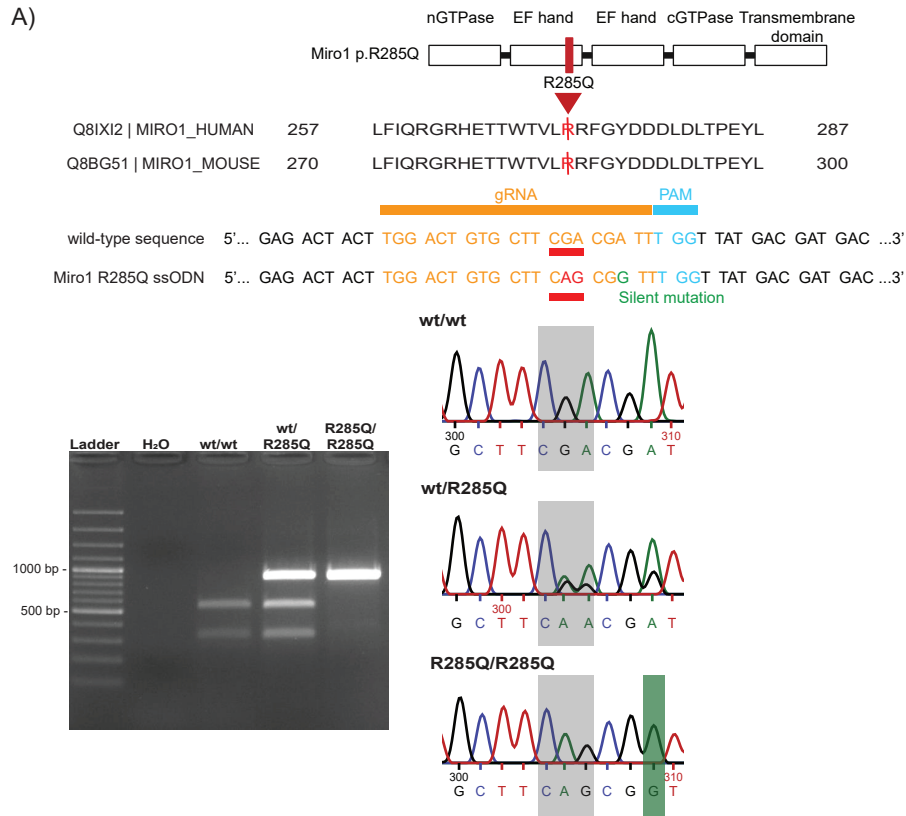 A)
nGTPase EF hand EF hand cGTPase Transmembrane domain
Miro1 p.R285Q
R285Q
Q8IXI2 | MIRO1_HUMAN 257 LFIQRGRHETTWTVLRRFGYDDDLDLTPEYL 287
Q8BG51 | MIRO1_MOUSE 270 LFIQRGRHETTWTVLRRFGYDDDLDLTPEYL 300
gRNA PAM
wild-type sequence 5'... GAG ACT ACT TGG ACT GTG CTT CGA CGA TTT GGT TAT GAC GAT GAC ...3'
Miro1 R285Q ssODN 5'... GAG ACT ACT TGG ACT GTG CTT CAG CGG TTT GGT TAT GAC GAT GAC ...3'
Silent mutation
wt/wt
300 310
G C T T C G A C G A T
Ladder H₂O wt/wt wt/R285Q R285Q/R285Q
1000 bp -
500 bp -
wt/R285Q
300
G C T T C A A C G A T
R285Q/R285Q
300 310
G C T T C A G C G G T